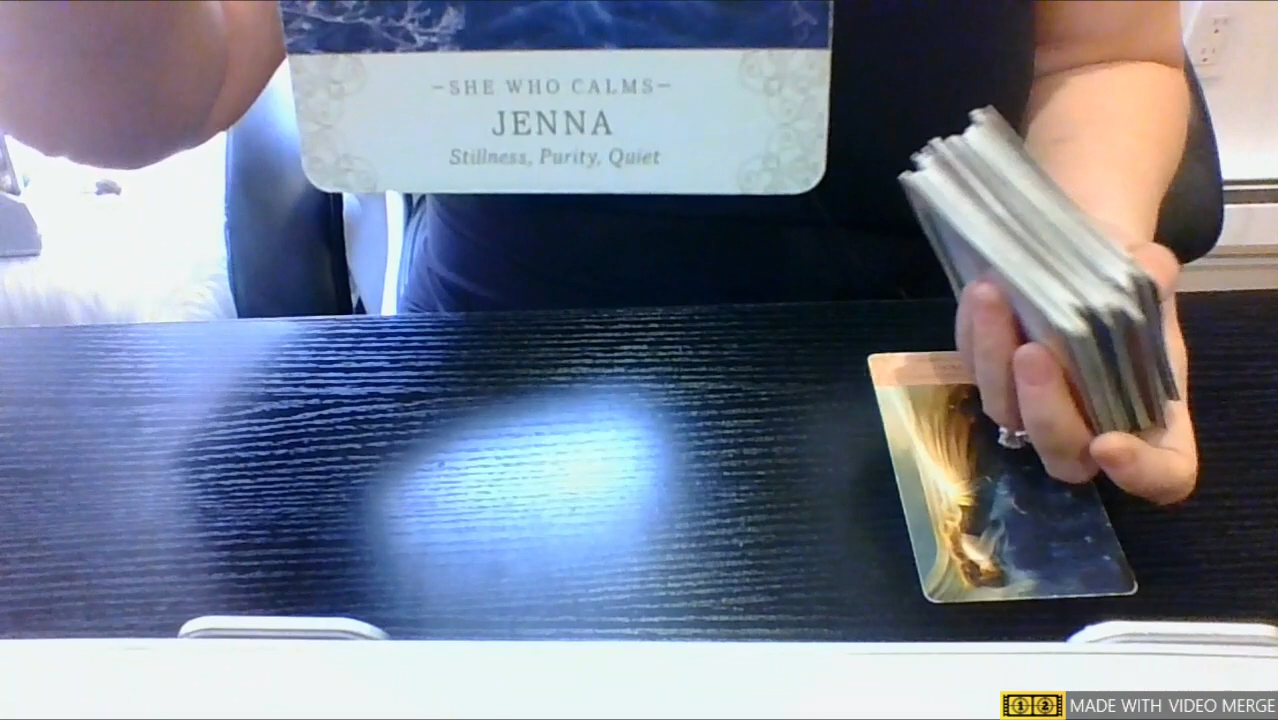 -SHE WHO CALMS-
JENNA
Stillness, Purity, Quiet
MADE WITH VIDEO MERGE